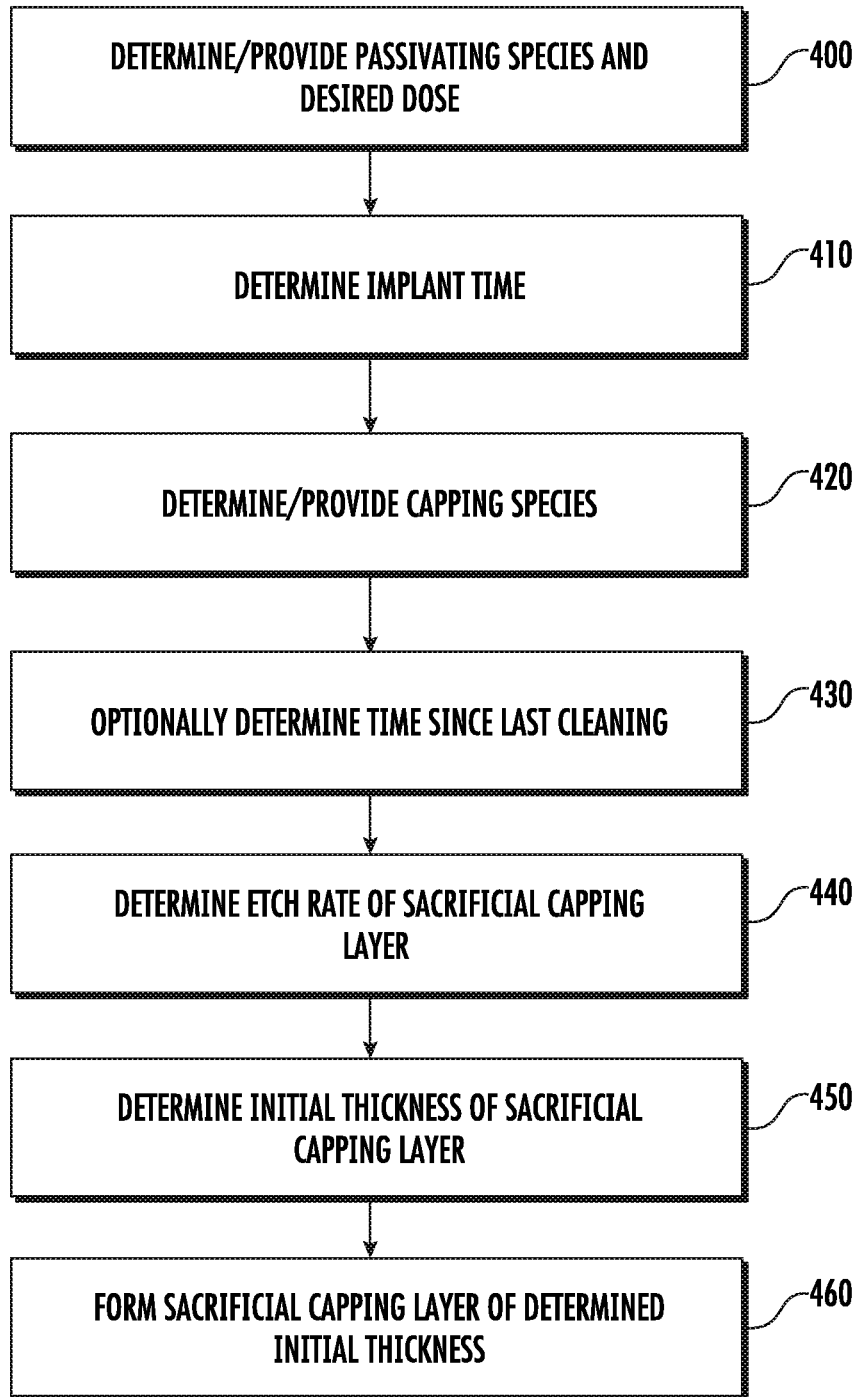 DETERMINE/PROVIDE PASSIVATING SPECIES AND
DESIRED DOSE
400
DETERMINE IMPLANT TIME
410
DETERMINE/PROVIDE CAPPING SPECIES
420
OPTIONALLY DETERMINE TIME SINCE LAST CLEANING
430
DETERMINE ETCH RATE OF SACRIFICIAL CAPPING
LAYER
440
DETERMINE INITIAL THICKNESS OF SACRIFICIAL
CAPPING LAYER
450
FORM SACRIFICIAL CAPPING LAYER OF DETERMINED
INITIAL THICKNESS
460